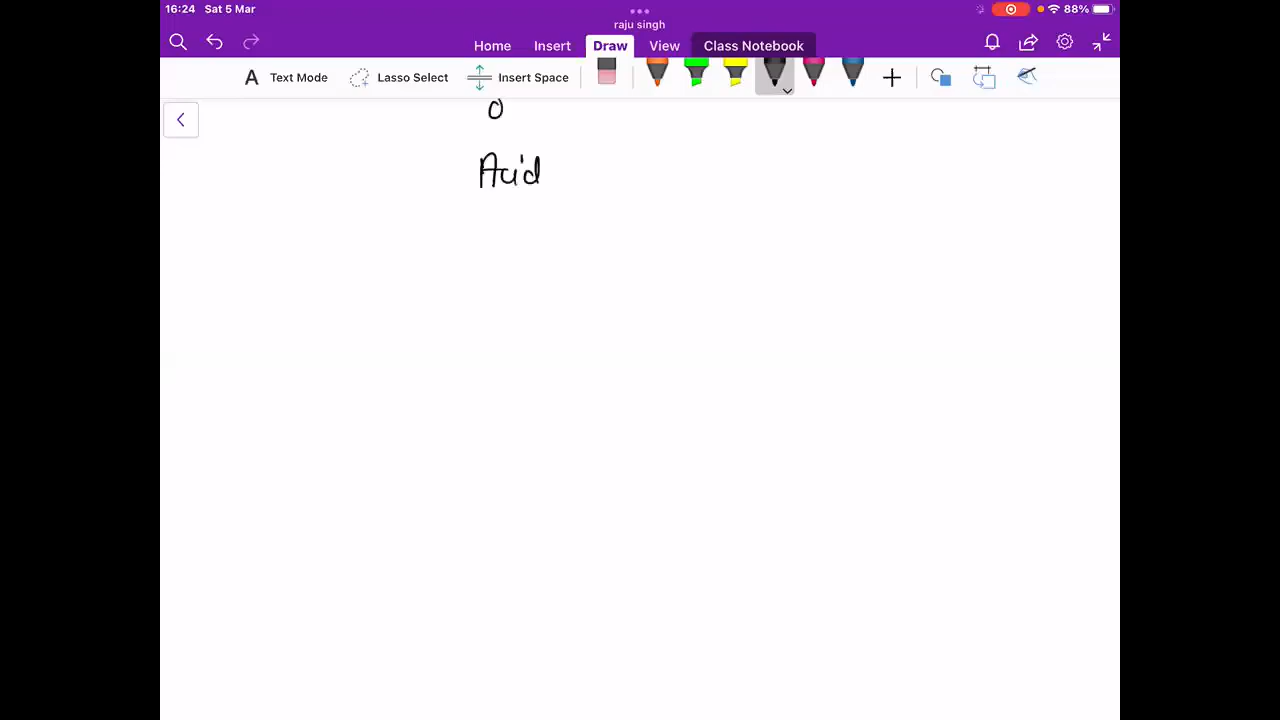 16:24 Sat 5 Mar 88%
raju singh
Home Insert Draw View Class Notebook
A Text Mode Lasso Select Insert Space
0
Acid